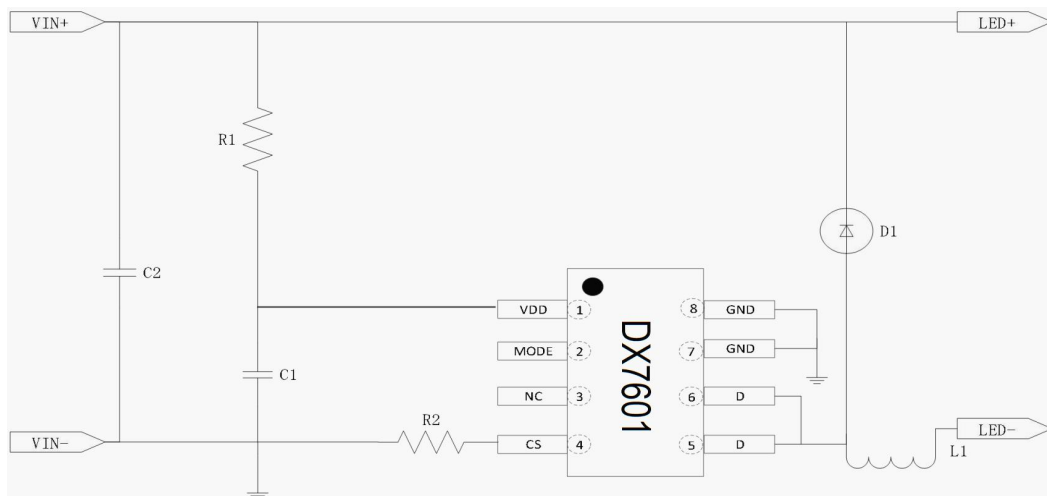 VIN+
LED+
R1
D1
C2
VDD
1
8
GND
MODE
2
7
GND
C1
NC
3
6
D
DX7601
VIN-
R2
CS
4
5
D
LED-
L1